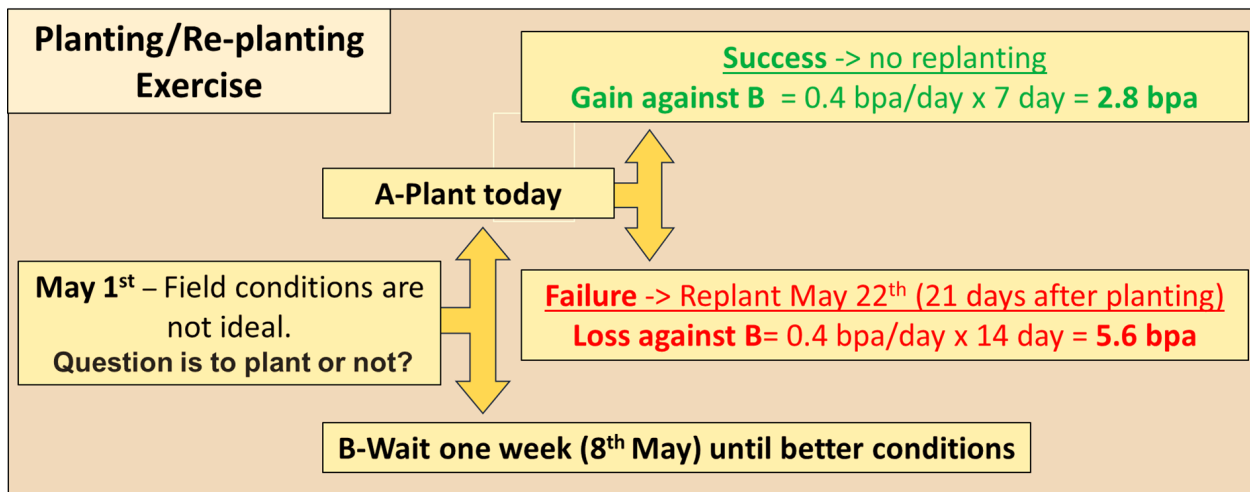 Planting/Re-planting
Exercise
Success -> no replanting
Gain against B = 0.4 bpa/day x 7 day = 2.8 bpa
A-Plant today
May 1st – Field conditions are
not ideal.
Question is to plant or not?
Failure -> Replant May 22th (21 days after planting)
Loss against B= 0.4 bpa/day x 14 day = 5.6 bpa
B-Wait one week (8th May) until better conditions